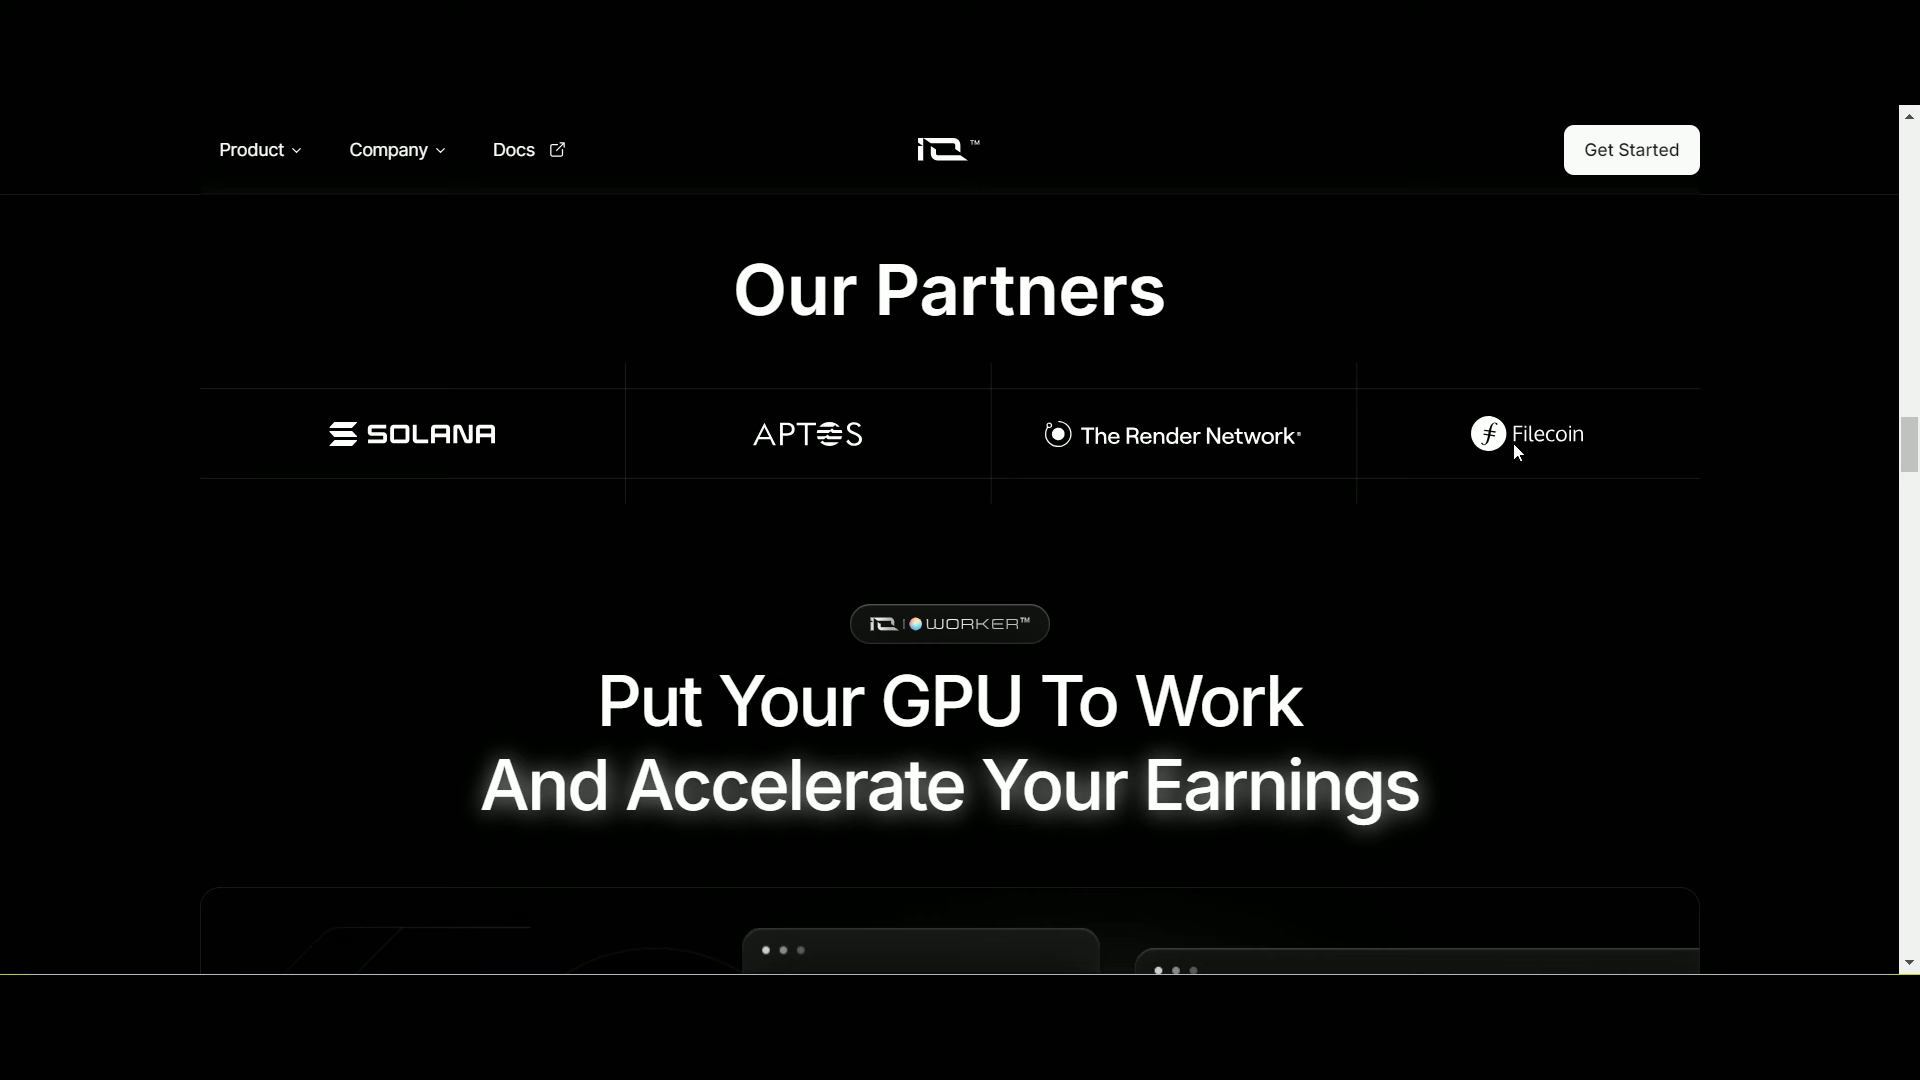 Product
Company
Docs
iO™
Get Started
Our Partners
SOLANA
APTOS
The Render Network®
Filecoin
iO | WORKER™
Put Your GPU To Work
And Accelerate Your Earnings